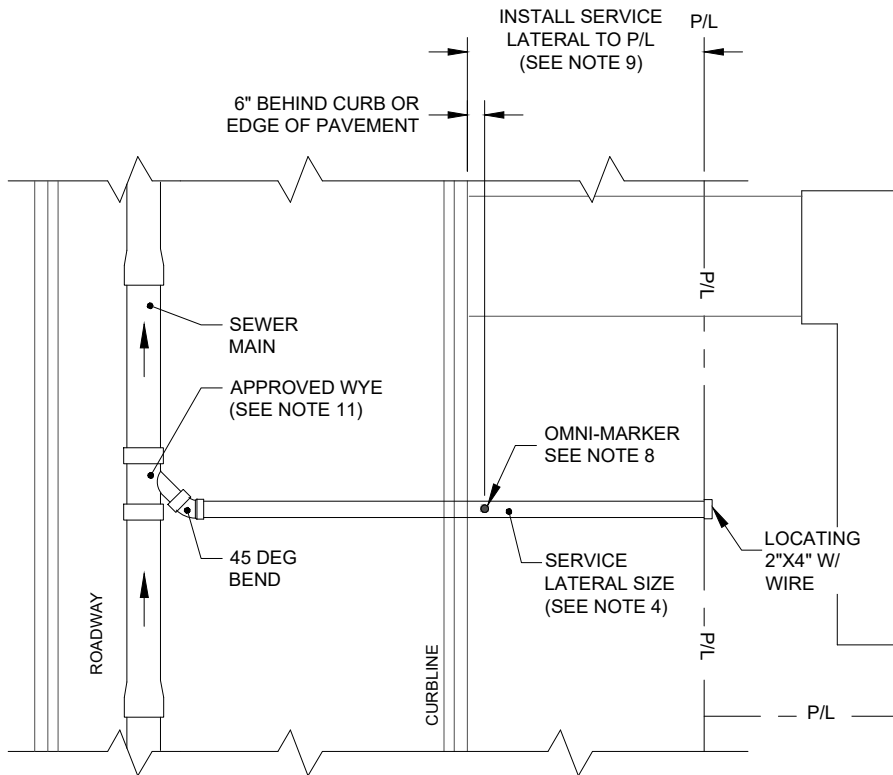 INSTALL SERVICE
LATERAL TO P/L
(SEE NOTE 9)
P/L
6" BEHIND CURB OR
EDGE OF PAVEMENT
SEWER
MAIN
P/L
APPROVED WYE
(SEE NOTE 11)
OMNI-MARKER
SEE NOTE 8
45 DEG
BEND
SERVICE
LATERAL SIZE
(SEE NOTE 4)
LOCATING
2"X4" W/
WIRE
ROADWAY
CURBLINE
P/L
P/L